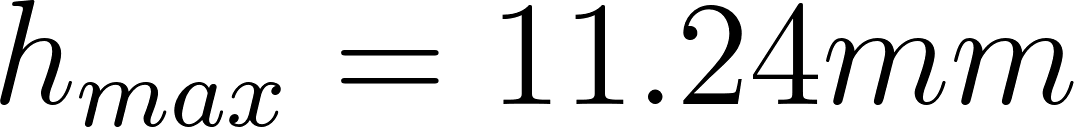 h_{max} = 11.24mm